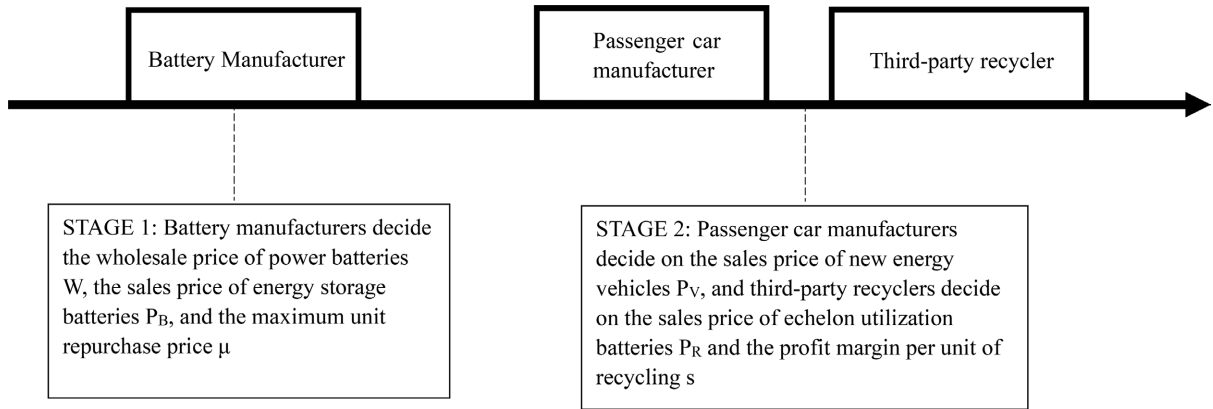 Battery Manufacturer
Passenger car
manufacturer
Third-party recycler
STAGE 1: Battery manufacturers decide
the wholesale price of power batteries
W, the sales price of energy storage
batteries P_B, and the maximum unit
repurchase price μ
STAGE 2: Passenger car manufacturers
decide on the sales price of new energy
vehicles P_V, and third-party recyclers decide
on the sales price of echelon utilization
batteries P_R and the profit margin per unit of
recycling s